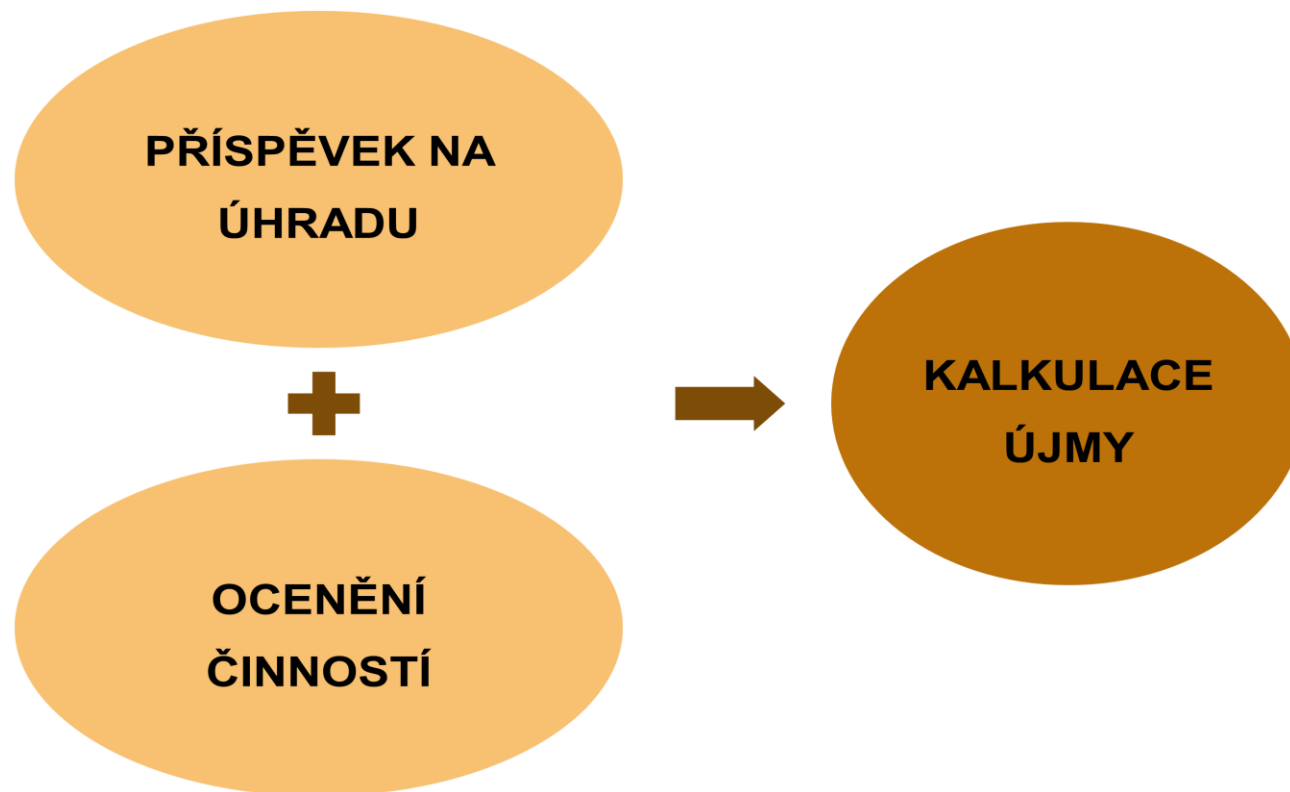 PŘÍSPĚVEK NA
ÚHRADU
OCENĚNÍ
ČINNOSTÍ
KALKULACE
ÚJMY